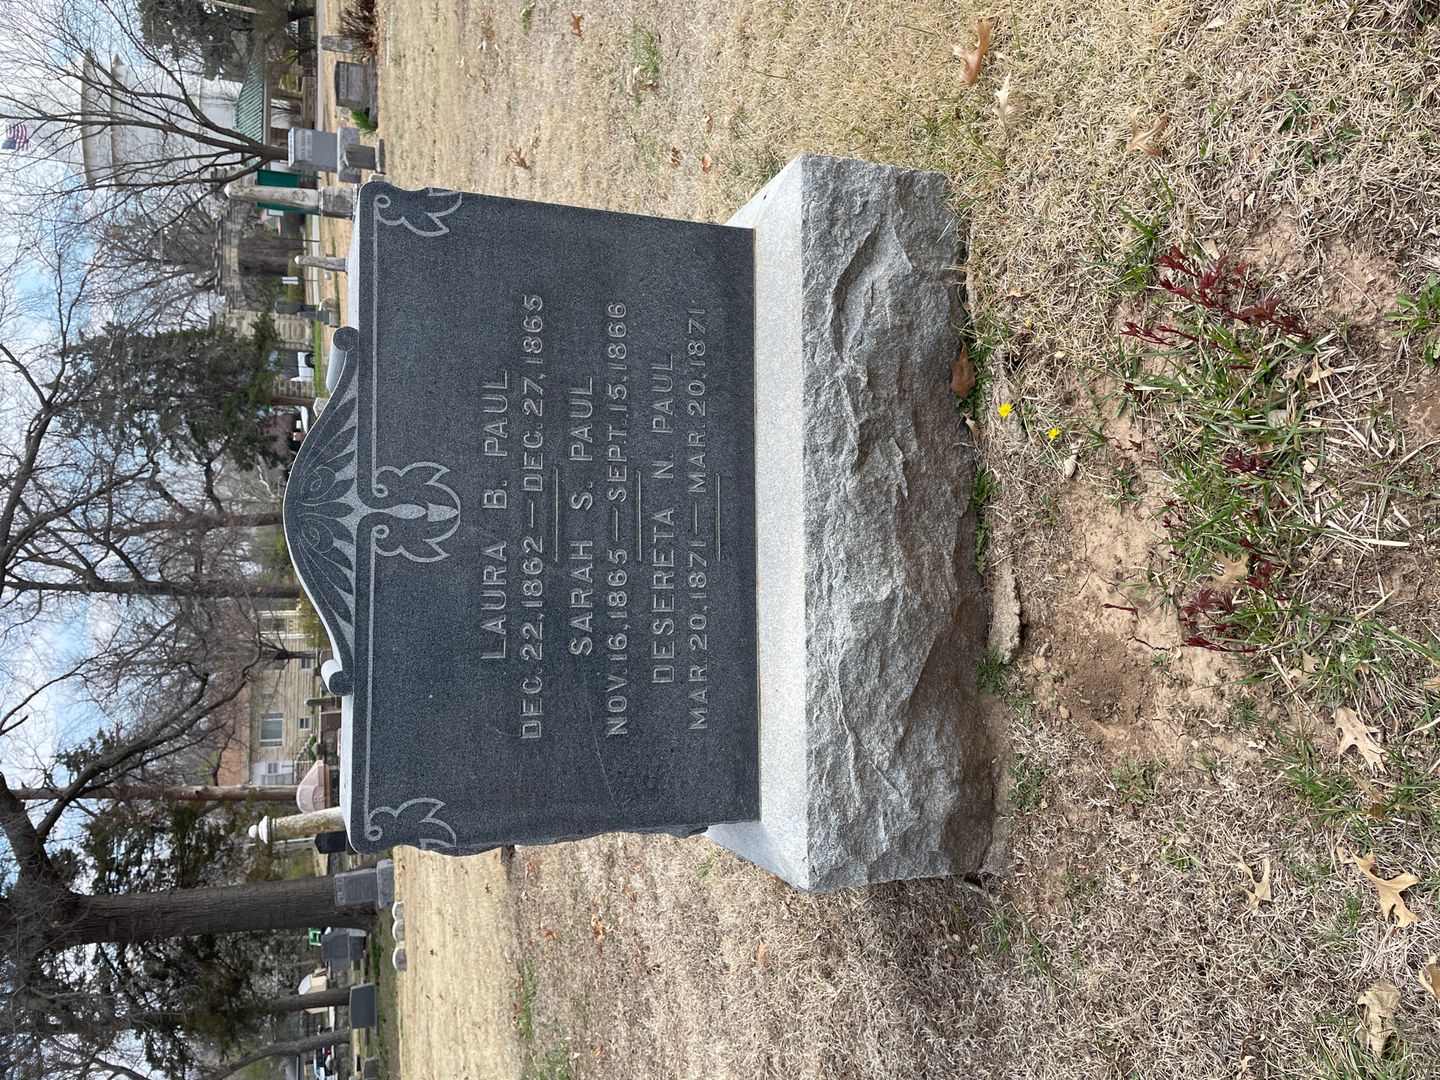 LAURA B. PAUL
DEC. 22, 1862 — DEC. 27, 1865
SARAH S. PAUL
NOV. 16, 1865 — SEPT. 15, 1866
DESERETA N. PAUL
MAR. 20, 1871 — MAR. 20, 1871